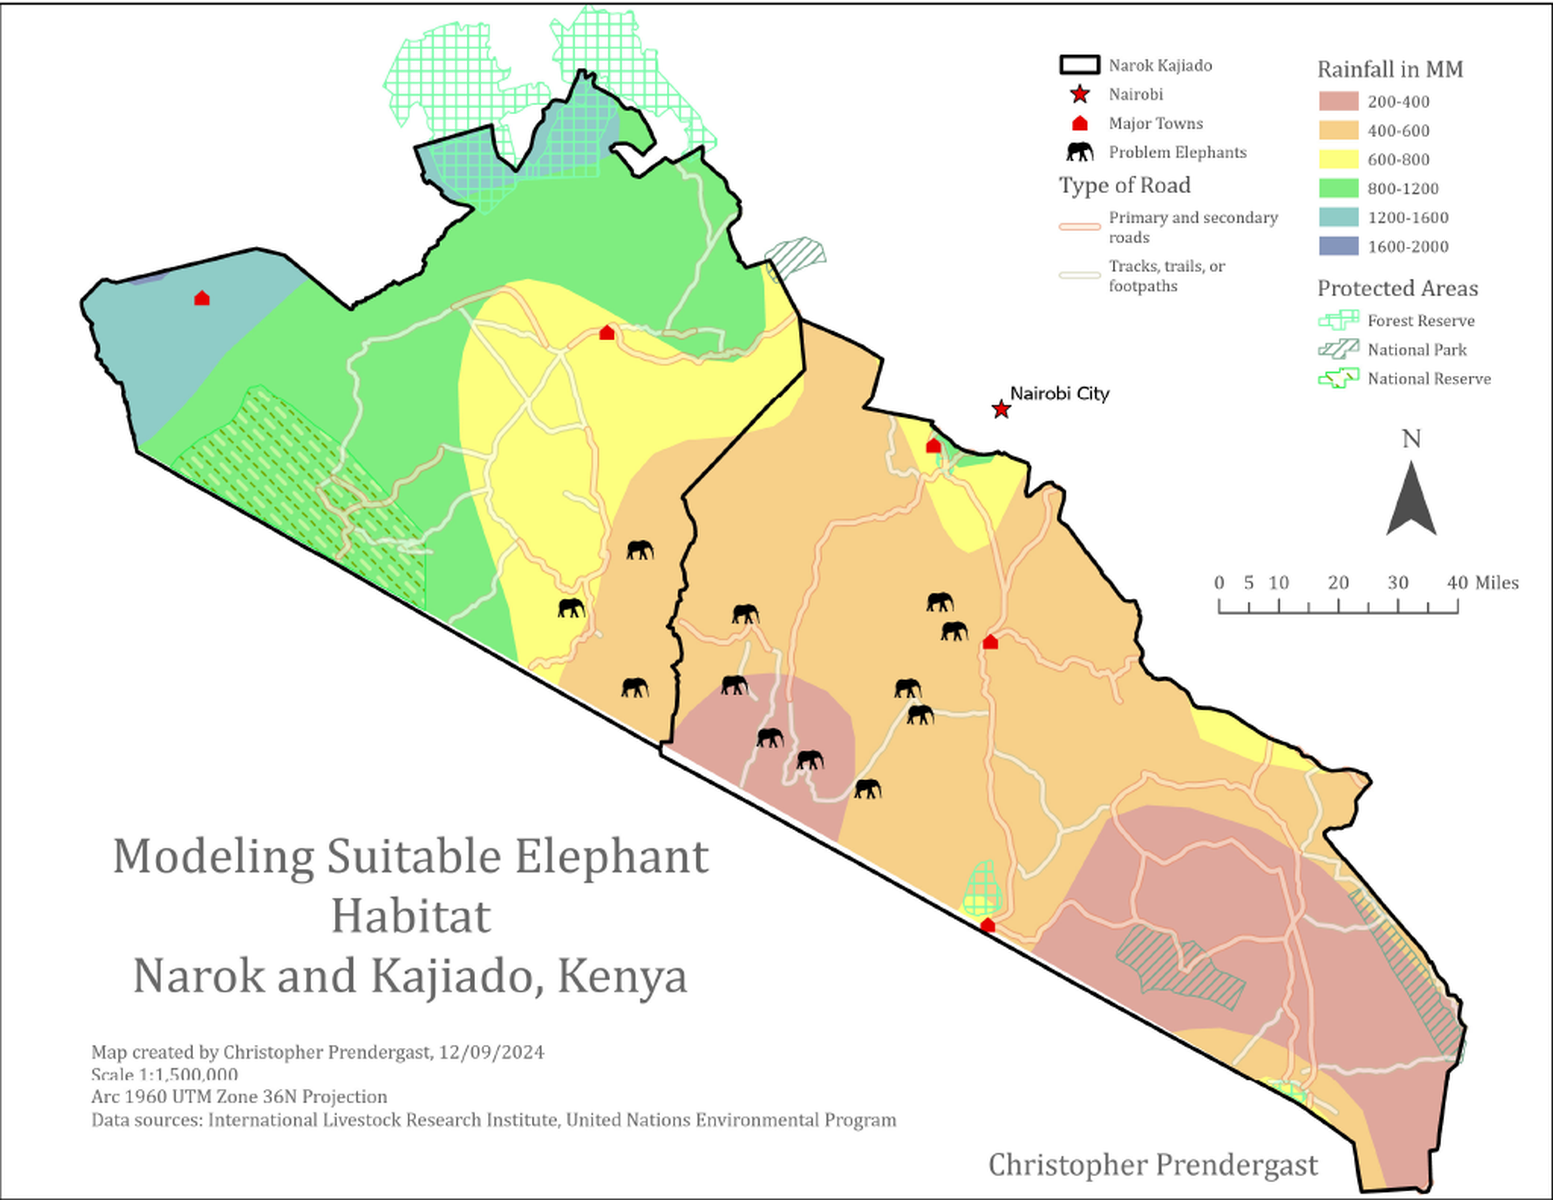 Narok Kajiado
Nairobi
Major Towns
Problem Elephants
Type of Road
Primary and secondary
roads
Tracks, trails, or
footpaths
Rainfall in MM
200-400
400-600
600-800
800-1200
1200-1600
1600-2000
Protected Areas
Forest Reserve
National Park
National Reserve
Nairobi City
N
0 5 10 20 30 40 Miles
Modeling Suitable Elephant
Habitat
Narok and Kajiado, Kenya
Map created by Christopher Prendergast, 12/09/2024
Scale 1:1,500,000
Arc 1960 UTM Zone 36N Projection
Data sources: International Livestock Research Institute, United Nations Environmental Program
Christopher Prendergast